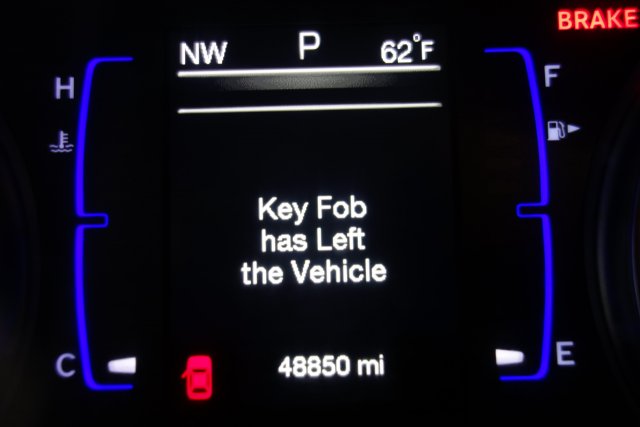 NW P 62°F BRAKE
H F
Key Fob
has Left
the Vehicle
C 48850 mi E